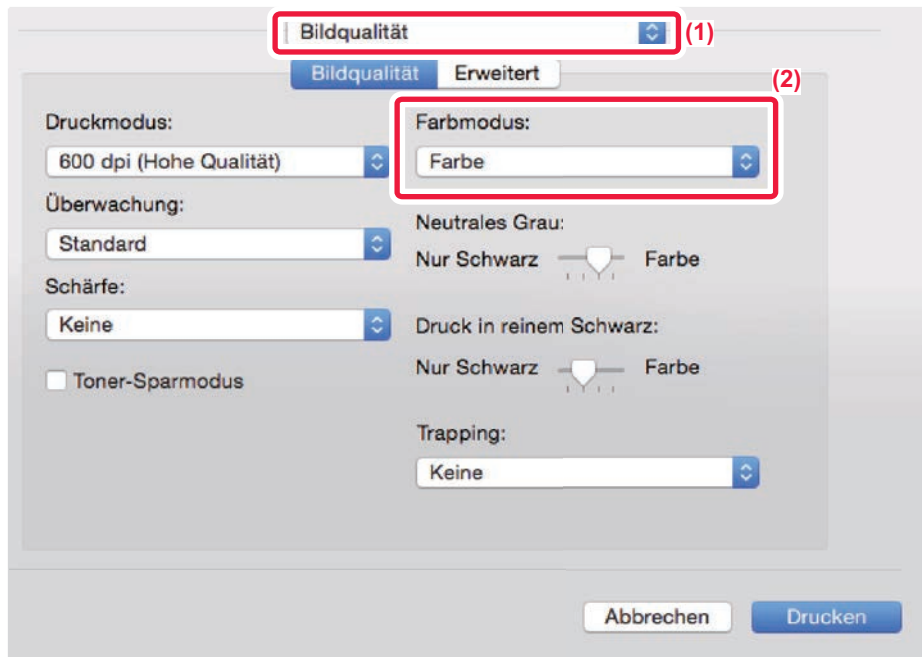 Bildqualität
(1)
Bildqualität
Erweitert
(2)
Druckmodus:
600 dpi (Hohe Qualität)
Überwachung:
Standard
Schärfe:
Keine
Toner-Sparmodus
Farbmodus:
Farbe
Neutrales Grau:
Nur Schwarz Farbe
Druck in reinem Schwarz:
Nur Schwarz Farbe
Trapping:
Keine
Abbrechen
Drucken